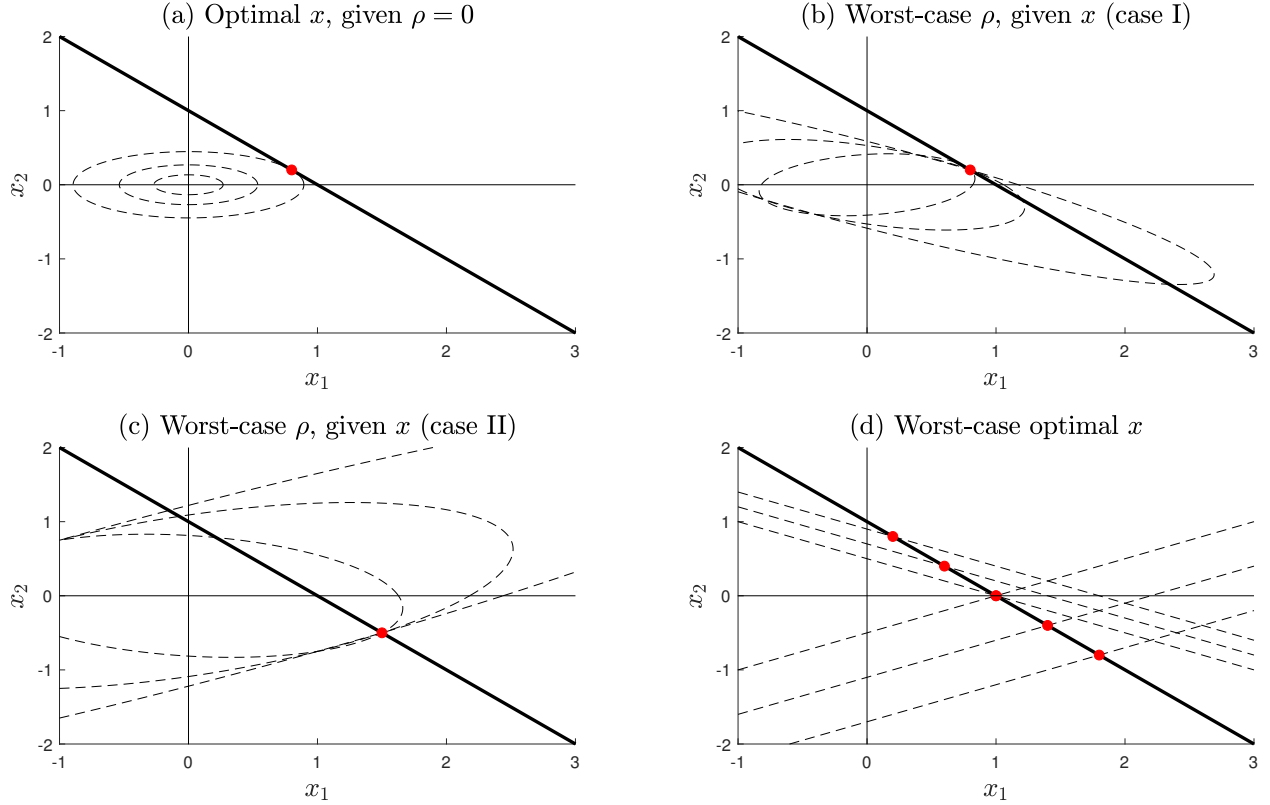 (a) Optimal x, given ρ = 0
2
1
0
-1
-2
x₂
-1 0 1 2 3
x₁
(b) Worst-case ρ, given x (case I)
2
1
0
-1
-2
x₂
-1 0 1 2 3
x₁
(c) Worst-case ρ, given x (case II)
2
1
0
-1
-2
x₂
-1 0 1 2 3
x₁
(d) Worst-case optimal x
2
1
0
-1
-2
x₂
-1 0 1 2 3
x₁